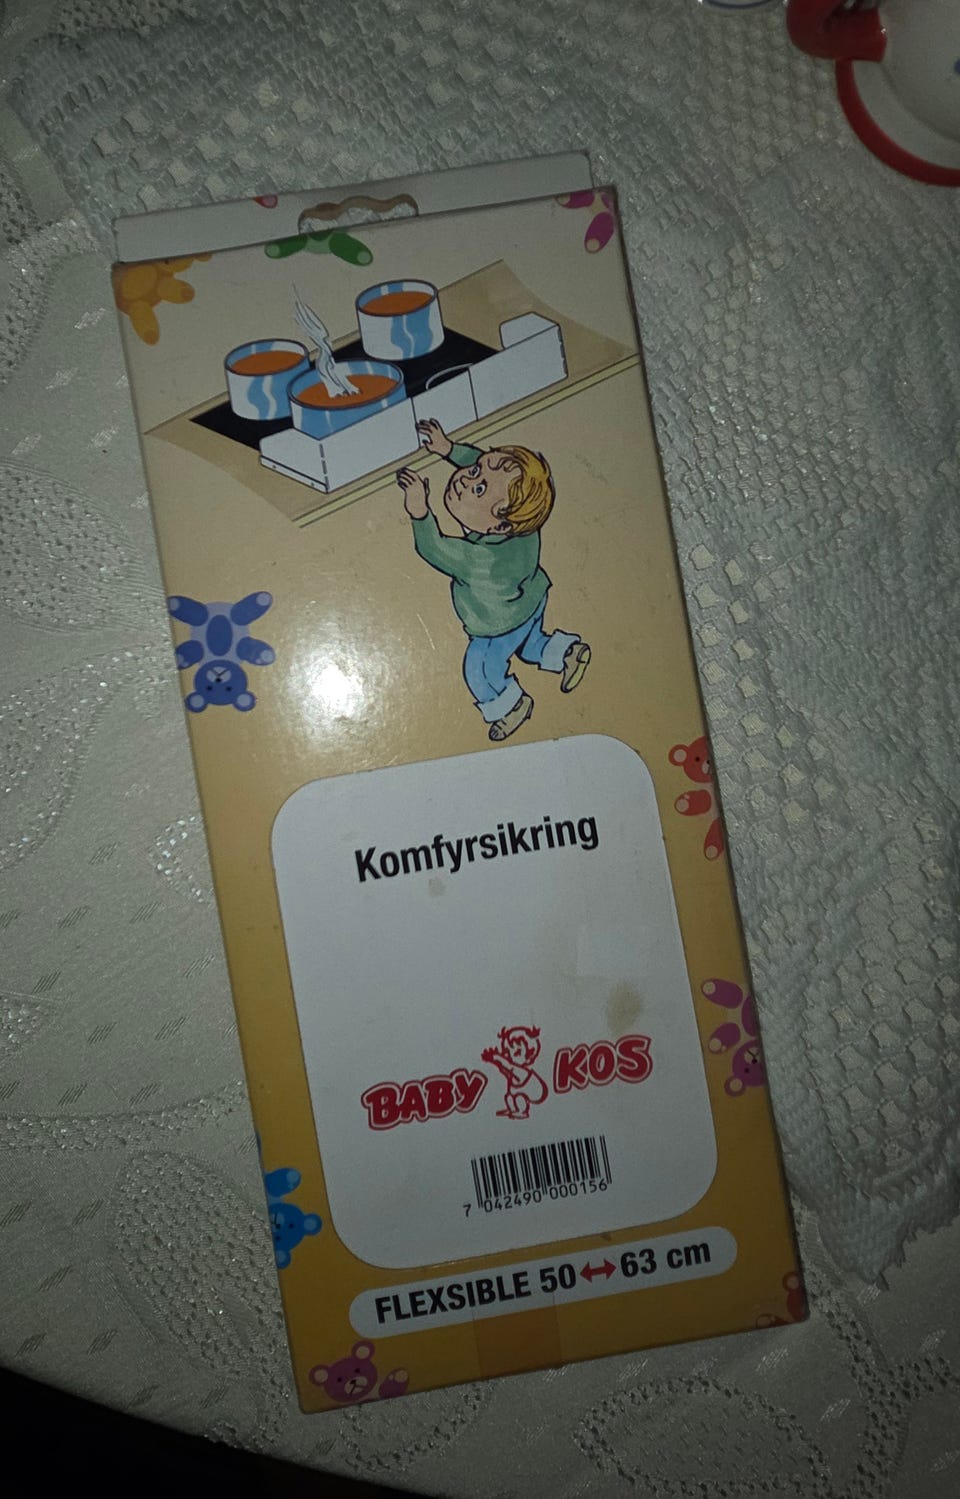 Komfyrsikring
BABY KOS
7 042490 000156
FLEXSIBLE 50↔63 cm